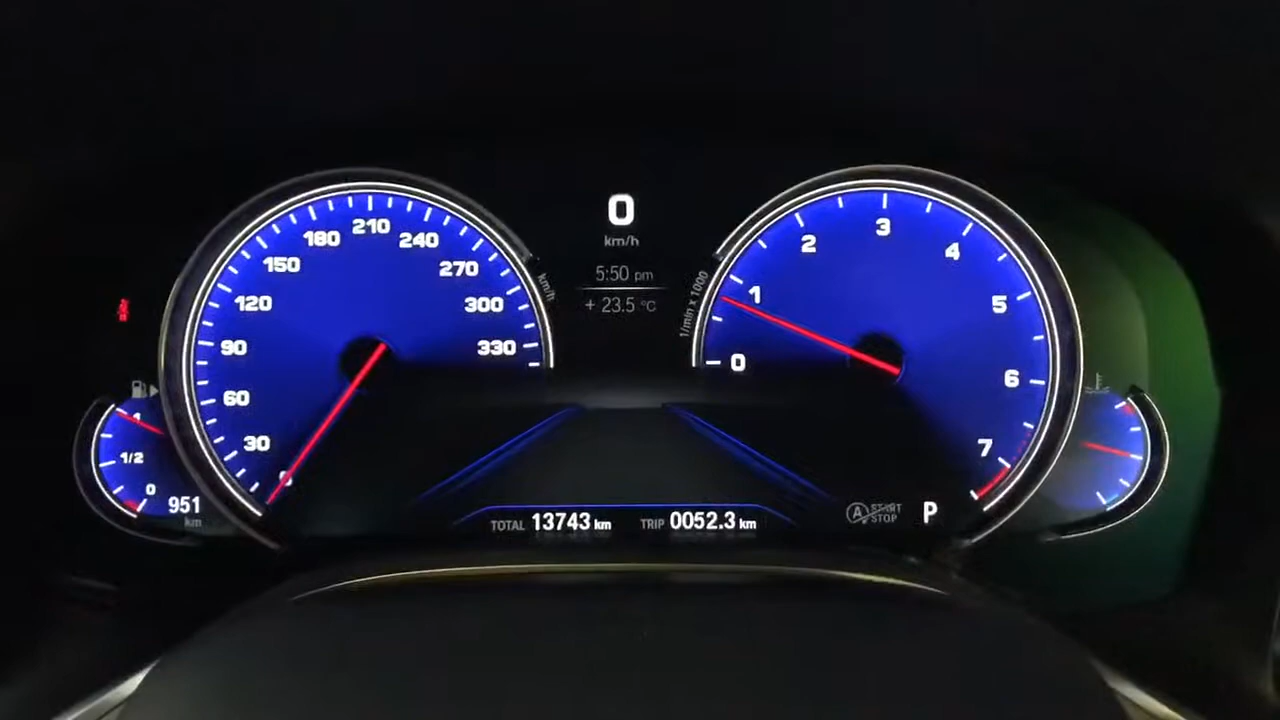 0
km/h
5:50 pm
+ 23.5 °C
210
180
240
150
270
120
300
90
330
60
30
0
km/h
3
2
4
1
5
0
6
7
1/min x 1000
1
1/2
0
951
km
TOTAL 13743 km
TRIP 0052.3 km
A START
STOP
P